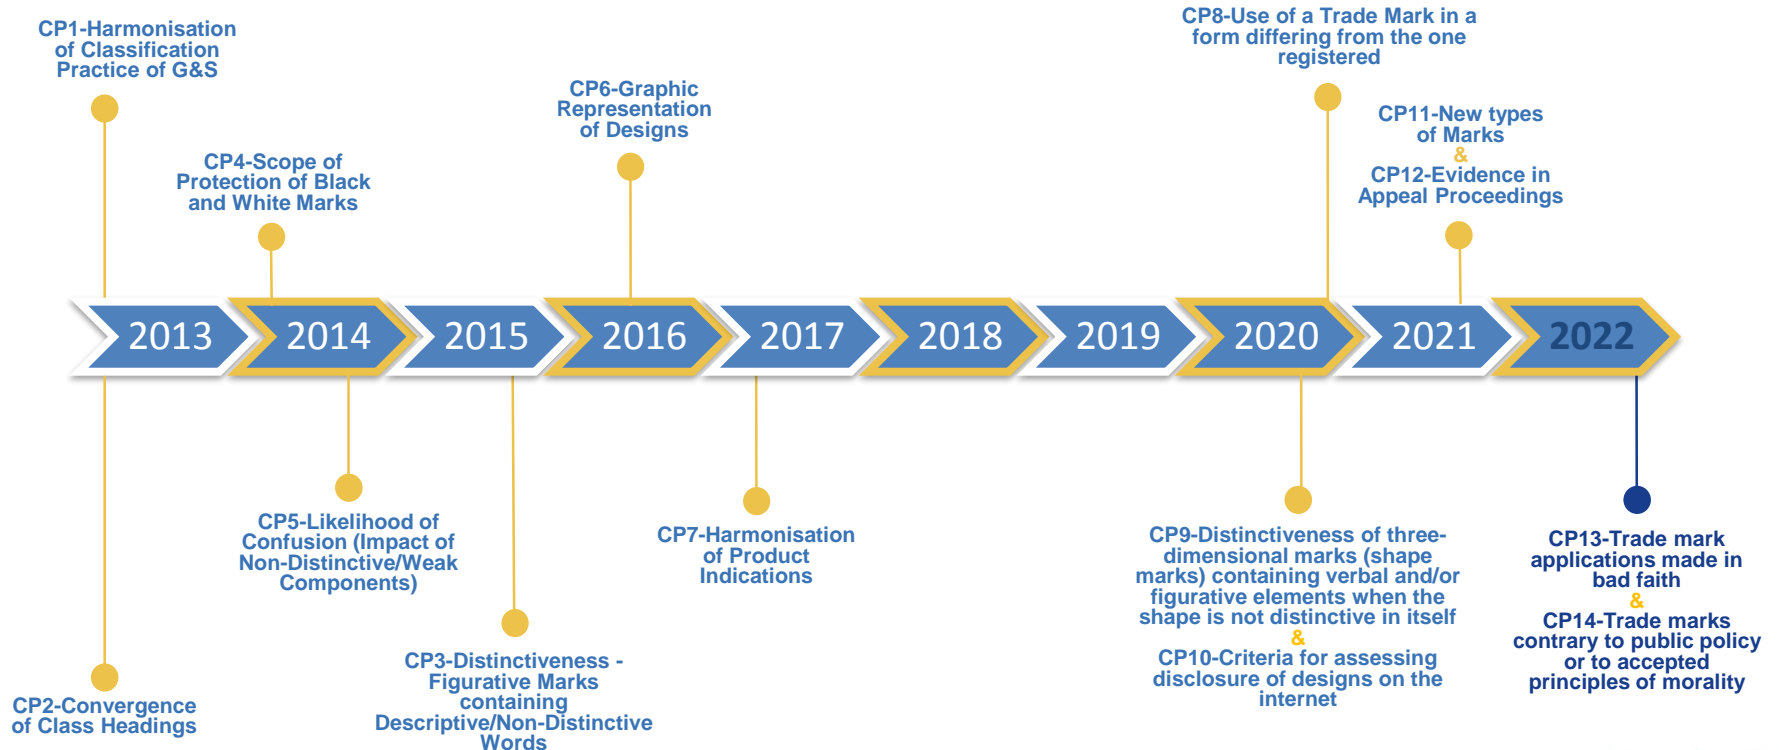 CP1-Harmonisation
of Classification
Practice of G&S
CP4-Scope of
Protection of Black
and White Marks
CP6-Graphic
Representation
of Designs
CP8-Use of a Trade Mark in a
form differing from the one
registered
CP11-New types
of Marks
&
CP12-Evidence in
Appeal Proceedings
2013
2014
2015
2016
2017
2018
2019
2020
2021
2022
CP2-Convergence
of Class Headings
CP5-Likelihood of
Confusion (Impact of
Non-Distinctive/Weak
Components)
CP3-Distinctiveness -
Figurative Marks
containing
Descriptive/Non-Distinctive
Words
CP7-Harmonisation
of Product
Indications
CP9-Distinctiveness of three-
dimensional marks (shape
marks) containing verbal and/or
figurative elements when the
shape is not distinctive in itself
&
CP10-Criteria for assessing
disclosure of designs on the
internet
CP13-Trade mark
applications made in
bad faith
&
CP14-Trade marks
contrary to public policy
or to accepted
principles of morality